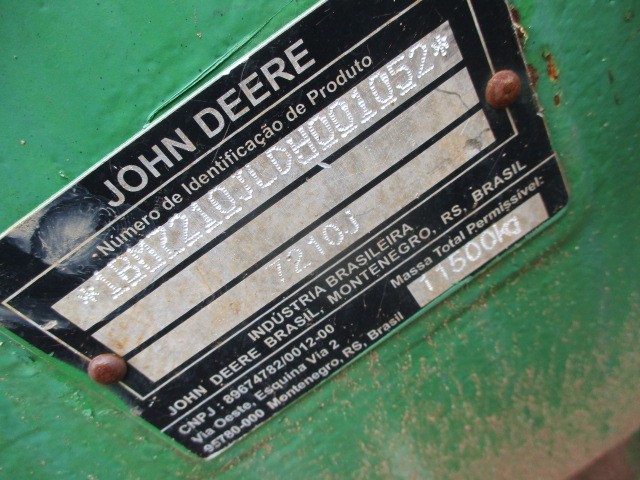 JOHN DEERE
Número de Identificação de Produto
*1BM7210JLDH001052*
7210J
INDÚSTRIA BRASILEIRA
JOHN DEERE BRASIL, MONTENEGRO, RS, BRASIL
CNPJ: 89674782/0012-00
Via Oeste, Esquina Via 2
95780-000 Montenegro, RS, Brasil
Massa Total Permissível:
11500kg